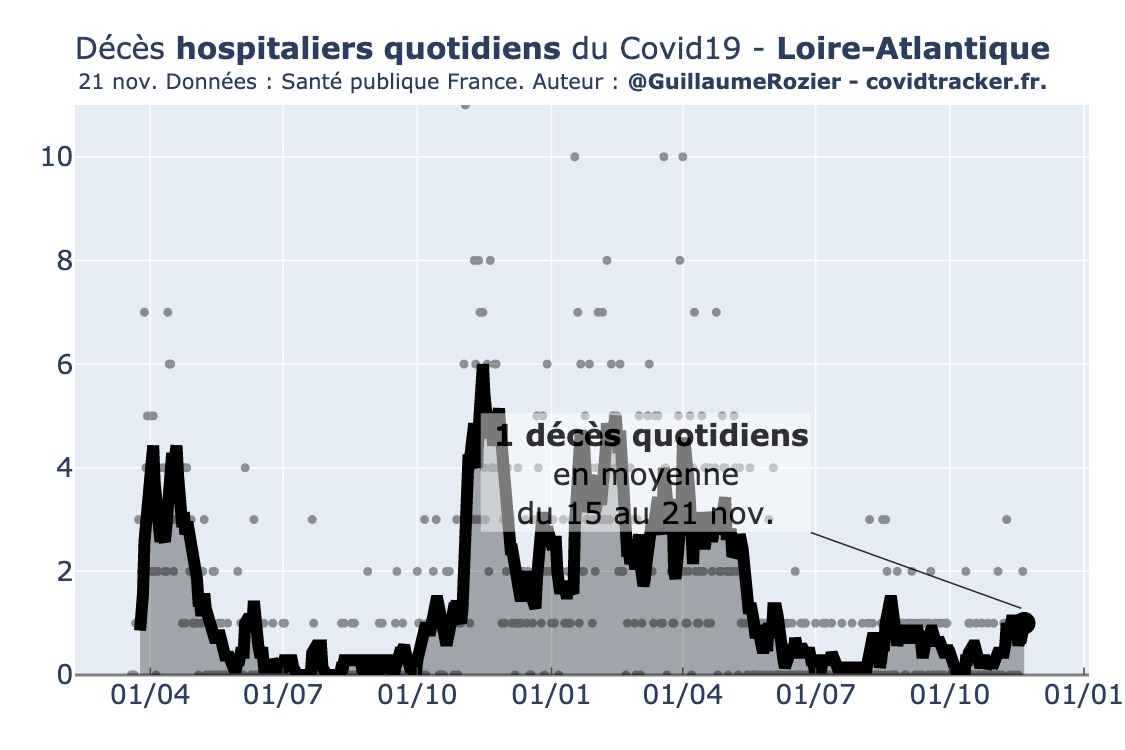 Décès hospitaliers quotidiens du Covid19 - Loire-Atlantique
21 nov. Données : Santé publique France. Auteur : @GuillaumeRozier - covidtracker.fr.
10
8
6
4
2
0
1 décès quotidiens
en moyenne
du 15 au 21 nov.
01/04 01/07 01/10 01/01 01/04 01/07 01/10 01/01